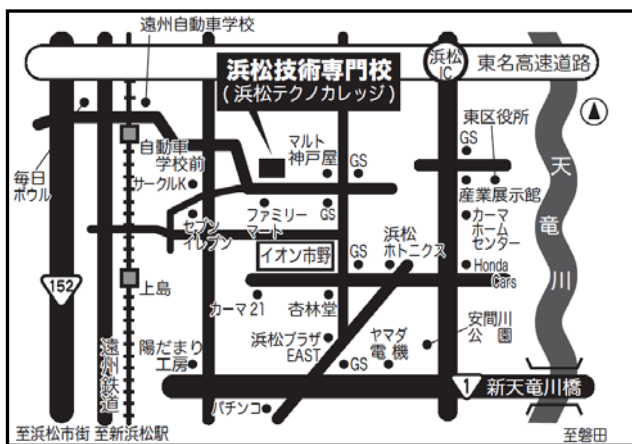 遠州自動車学校
浜松技術専門校
(浜松テクノカレッジ)
浜松
IC
東名高速道路
東区役所
GS
毎日
ボウル
自動車
学校前
サークルK
マルト
神戸屋
GS
産業展示館
天竜川
セブン
イレブン
ファミリー
マート
GS
カーマ
ホーム
センター
イオン市野
GS
浜松
ホトニクス
Honda
Cars
152
上島
カーマ21
杏林堂
安間川
公園
遠州鉄道
陽だまり
工房
浜松プラザ
EAST
GS
ヤマダ
電機
1
新天竜川橋
パチンコ
至浜松市街
至新浜松駅
至磐田